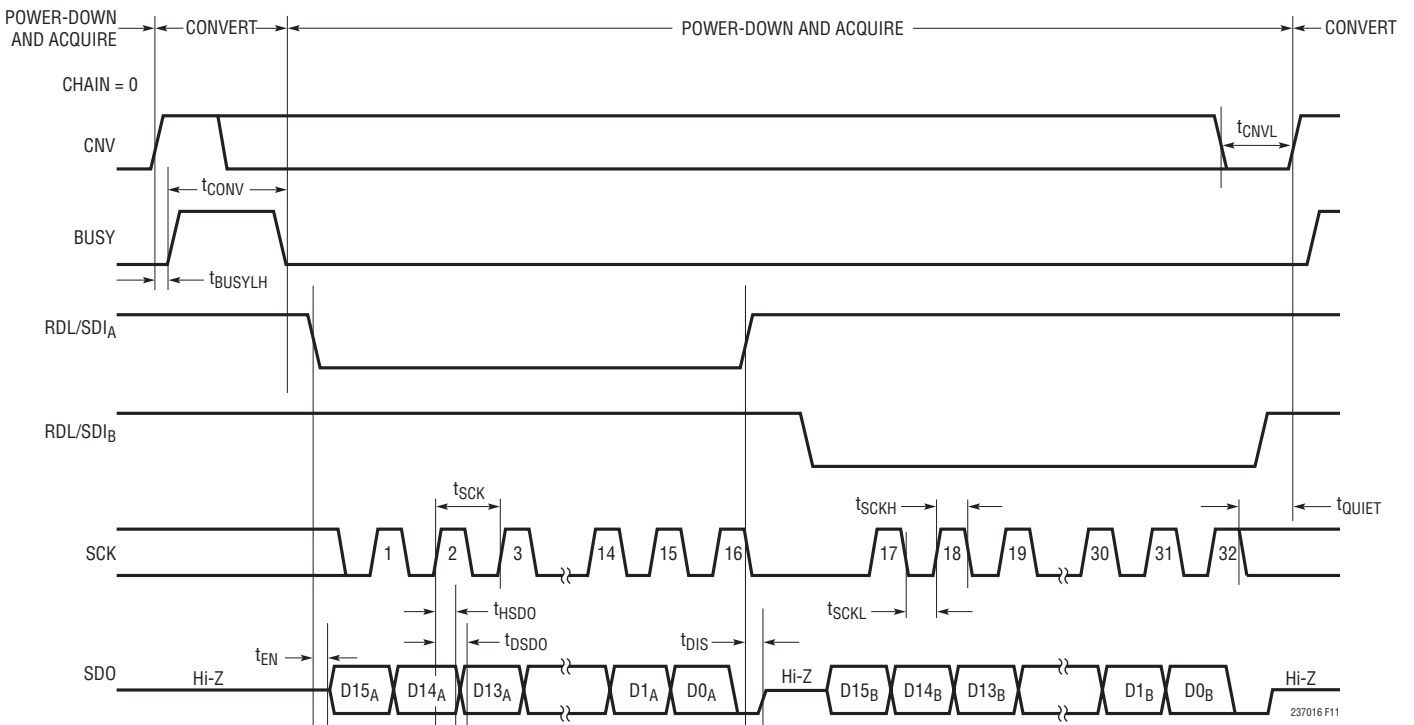 POWER-DOWN
AND ACQUIRE
CONVERT
POWER-DOWN AND ACQUIRE
CONVERT
CHAIN = 0
CNV
tCNVL
tCONV
BUSY
tBUSYLH
RDL/SDIA
RDL/SDIB
tSCK
tSCKH
tQUIET
SCK
1
2
3
14
15
16
17
18
19
30
31
32
tHSDO
tSCKL
tDSDO
tDIS
tEN
SDO
Hi-Z
D15A
D14A
D13A
D1A
D0A
Hi-Z
D15B
D14B
D13B
D1B
D0B
Hi-Z
237016 F11